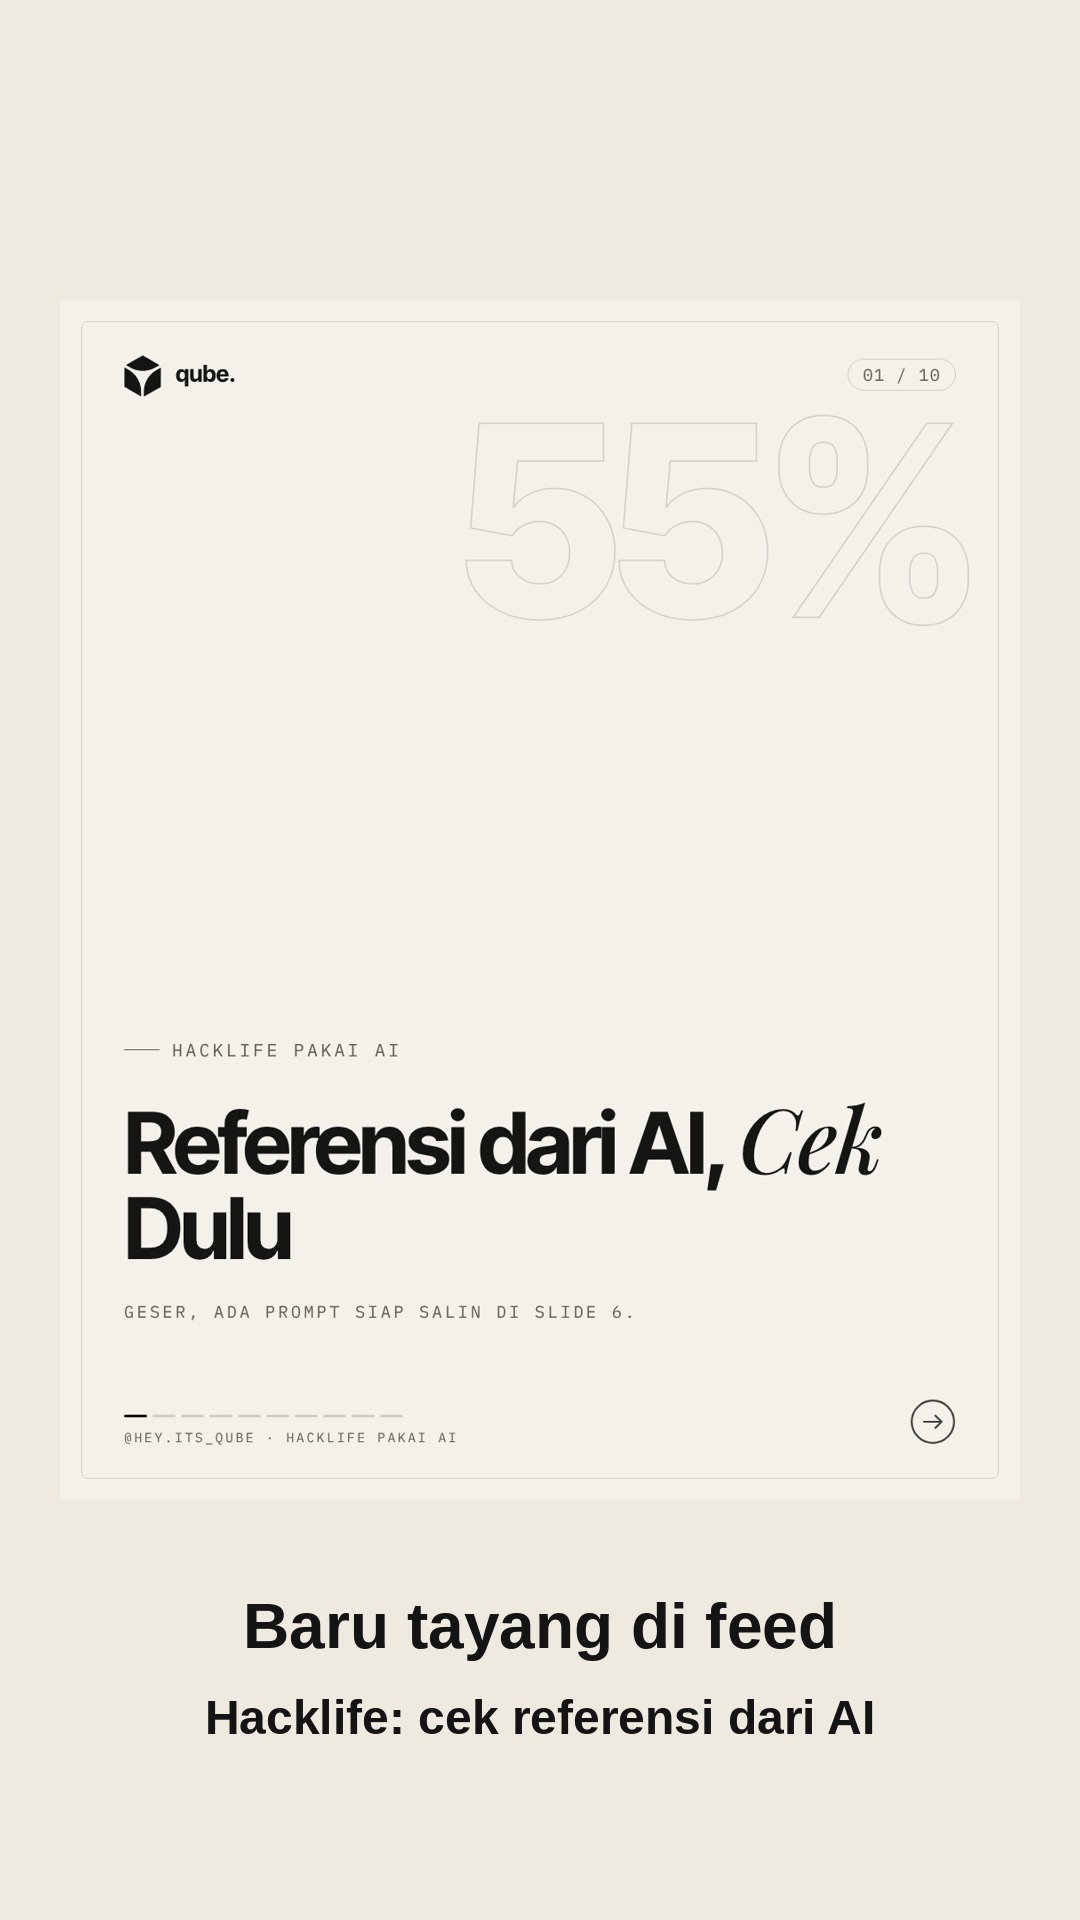 qube.
01 / 10
55%
HACKLIFE PAKAI AI
Referensi dari AI, Cek
Dulu
GESER, ADA PROMPT SIAP SALIN DI SLIDE 6.
@HEY.ITS_QUBE · HACKLIFE PAKAI AI
Baru tayang di feed
Hacklife: cek referensi dari AI